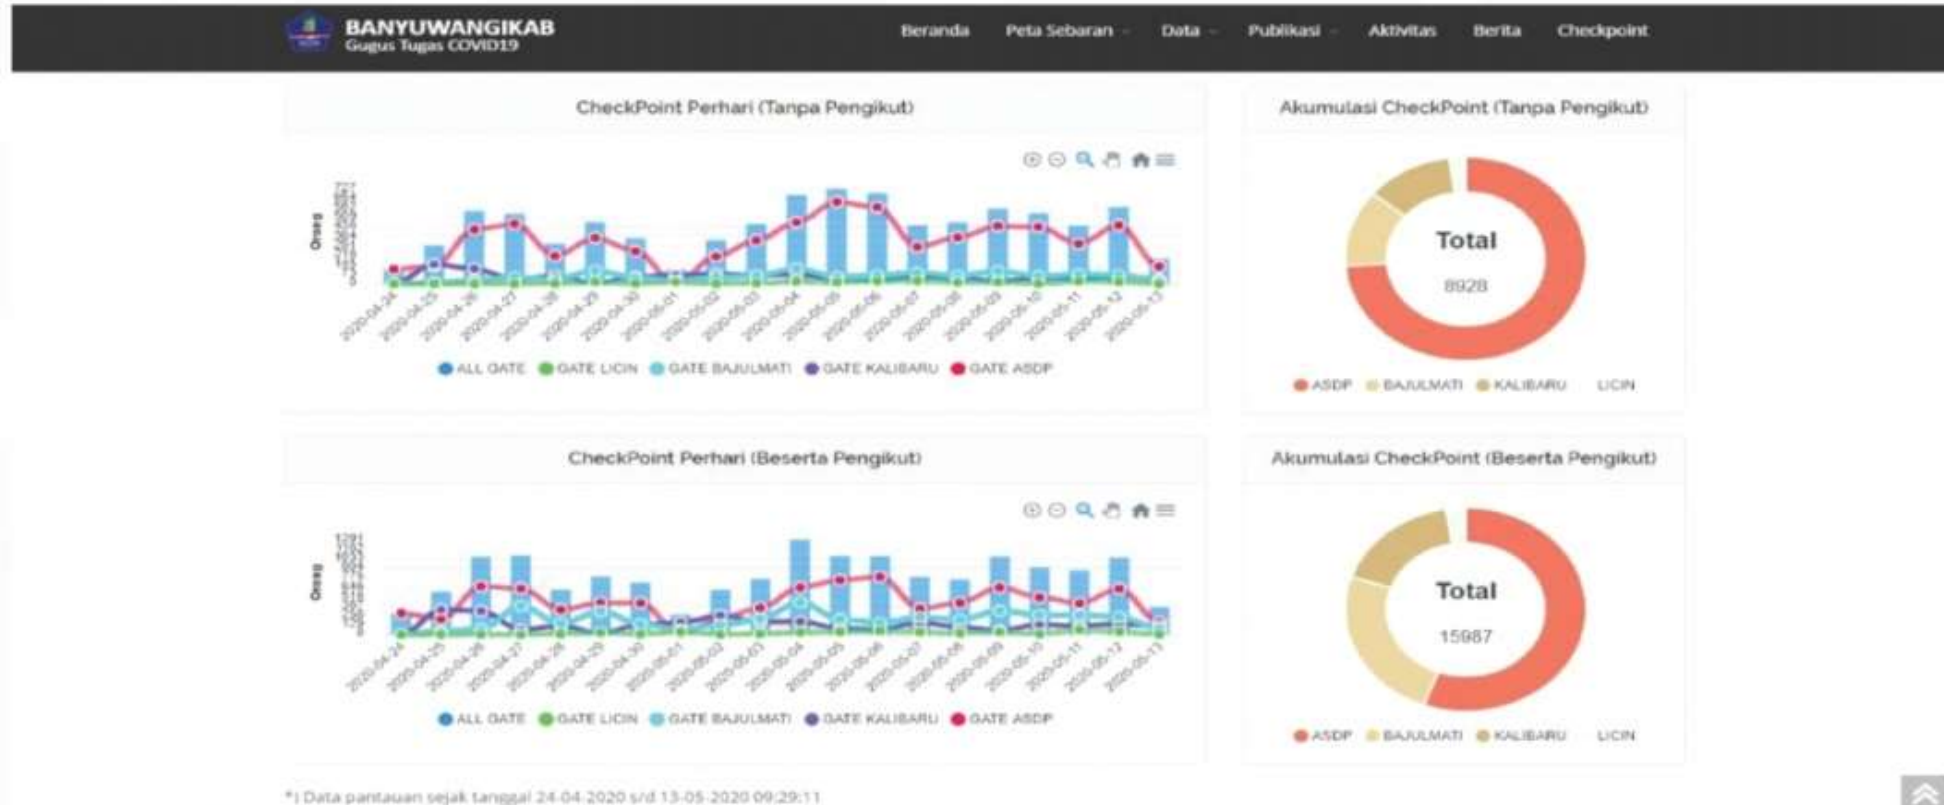 BANYUWANGIKAB
Gugus Tugas COVID19
Beranda Peta Sebaran Data Publikasi Aktivitas Berita Checkpoint
CheckPoint Perhari (Tanpa Pengikut)
Orang
2020-04-24 2020-04-25 2020-04-26 2020-04-27 2020-04-28 2020-04-29 2020-04-30 2020-05-01 2020-05-02 2020-05-03 2020-05-04 2020-05-05 2020-05-06 2020-05-07 2020-05-08 2020-05-09 2020-05-10 2020-05-11 2020-05-12 2020-05-13
ALL GATE GATE LICIN GATE BAJULMATI GATE KALIBARU GATE ASDP
Akumulasi CheckPoint (Tanpa Pengikut)
Total
8928
ASDP BAJULMATI KALIBARU LICIN
CheckPoint Perhari (Beserta Pengikut)
1291
Orang
2020-04-24 2020-04-25 2020-04-26 2020-04-27 2020-04-28 2020-04-29 2020-04-30 2020-05-01 2020-05-02 2020-05-03 2020-05-04 2020-05-05 2020-05-06 2020-05-07 2020-05-08 2020-05-09 2020-05-10 2020-05-11 2020-05-12 2020-05-13
ALL GATE GATE LICIN GATE BAJULMATI GATE KALIBARU GATE ASDP
Akumulasi CheckPoint (Beserta Pengikut)
Total
15987
ASDP BAJULMATI KALIBARU LICIN
*) Data pantauan sejak tanggal 24-04-2020 s/d 13-05-2020 09:29:11